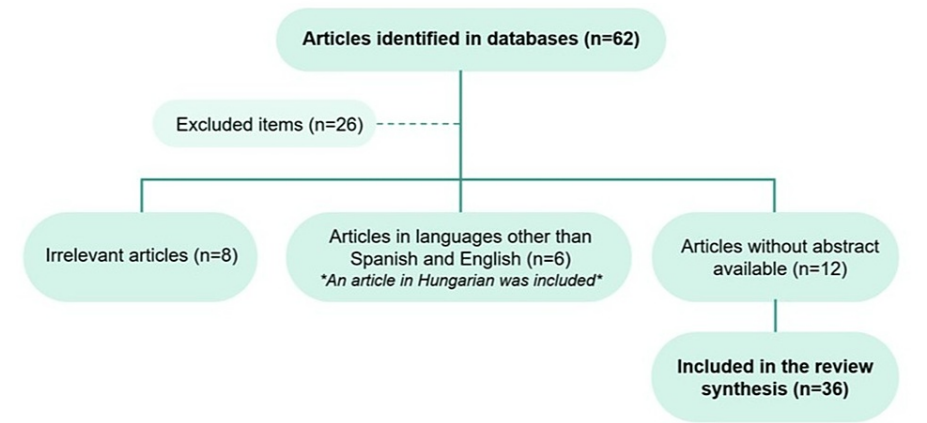 Articles identified in databases (n=62)
Excluded items (n=26)
Irrelevant articles (n=8)
Articles in languages other than
Spanish and English (n=6)
*An article in Hungarian was included*
Articles without abstract
available (n=12)
Included in the review
synthesis (n=36)